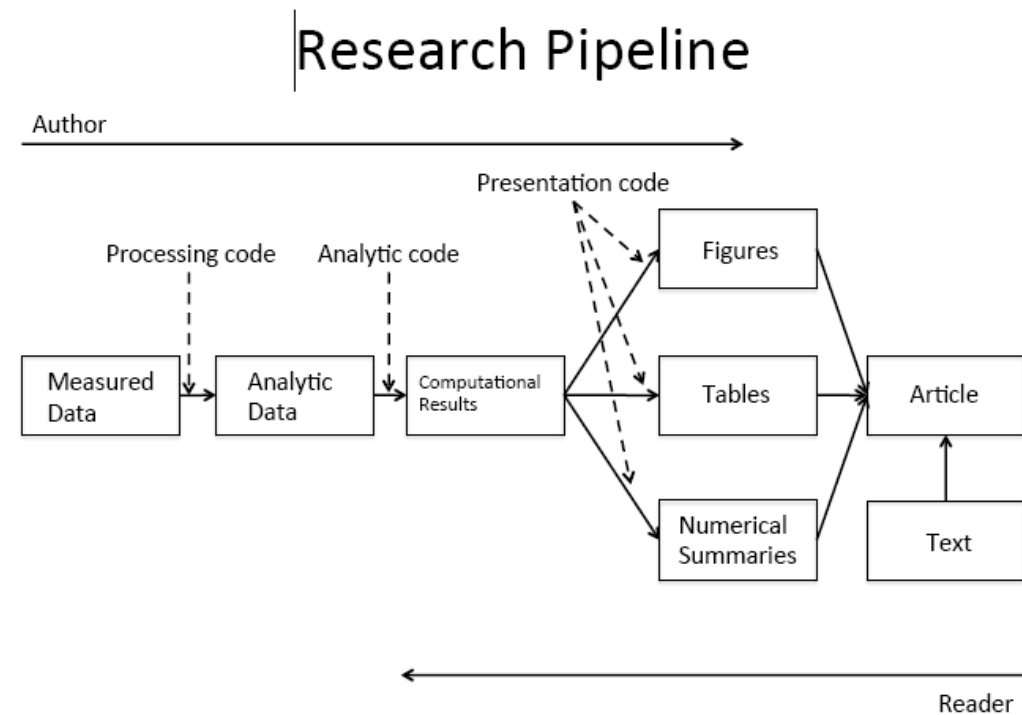 Research Pipeline
Author
Presentation code
Processing code
Analytic code
Figures
Measured
Data
Analytic
Data
Computational
Results
Tables
Article
Numerical
Summaries
Text
Reader